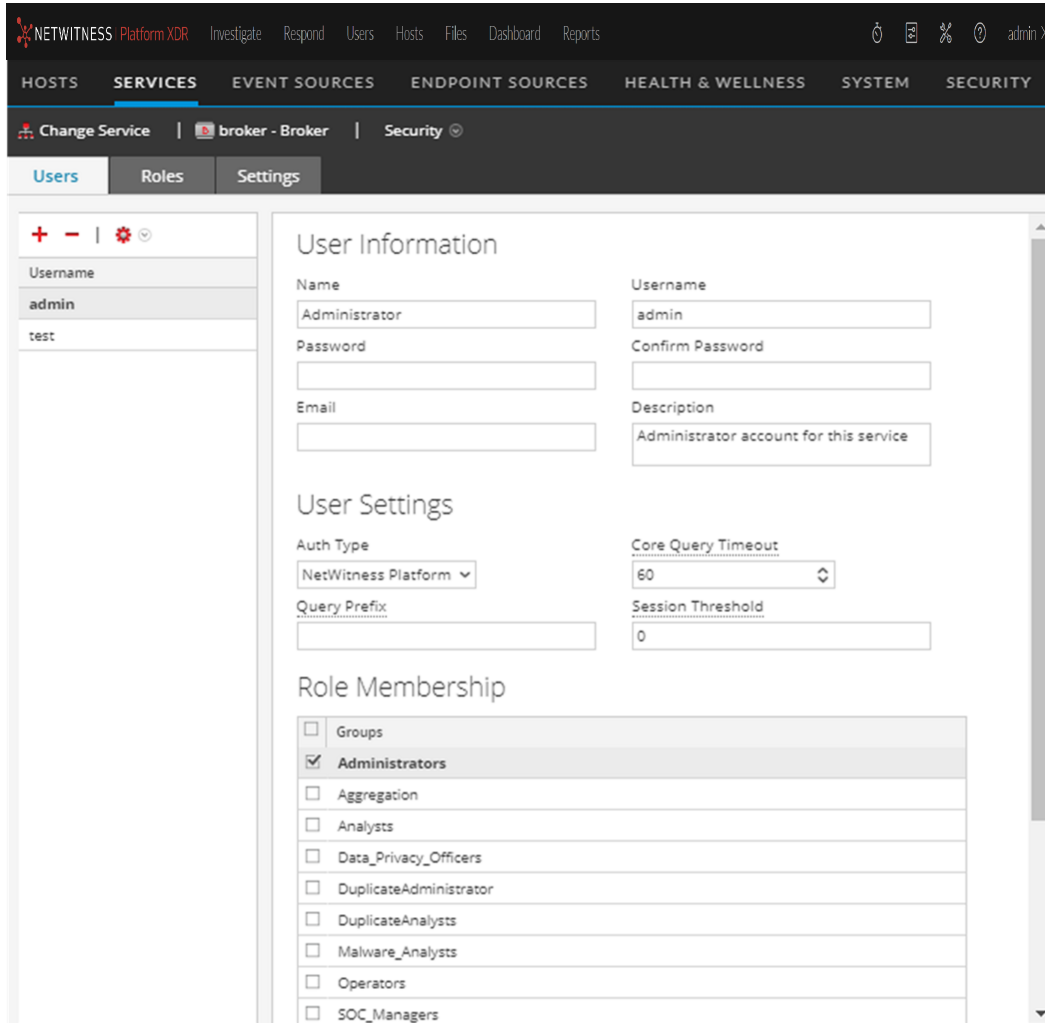 NETWITNESS Platform XDR Investigate Respond Users Hosts Files Dashboard Reports admin
HOSTS SERVICES EVENT SOURCES ENDPOINT SOURCES HEALTH & WELLNESS SYSTEM SECURITY
Change Service | broker - Broker | Security
Users Roles Settings
Username
admin
test
User Information
Name Username
Administrator admin
Password Confirm Password
Email Description
Administrator account for this service
User Settings
Auth Type Core Query Timeout
NetWitness Platform 60
Query Prefix Session Threshold
0
Role Membership
Groups
Administrators
Aggregation
Analysts
Data_Privacy_Officers
DuplicateAdministrator
DuplicateAnalysts
Malware_Analysts
Operators
SOC_Managers